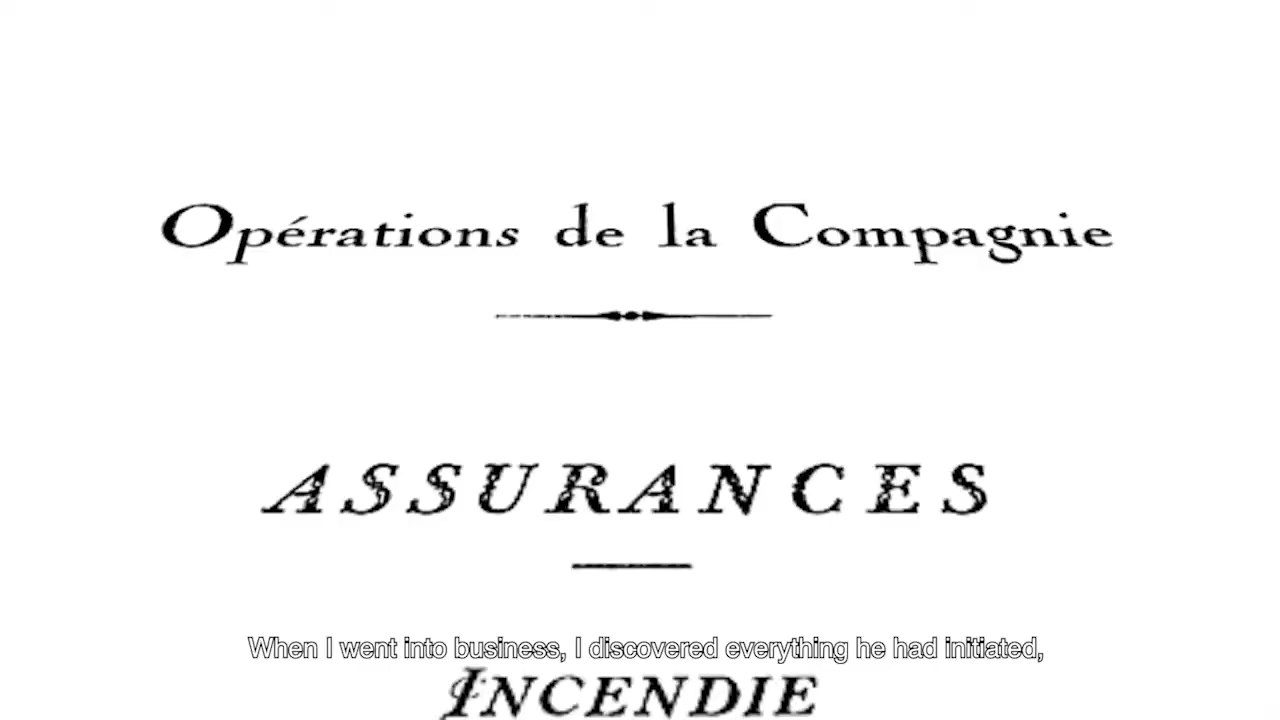 Opérations de la Compagnie
ASSURANCES
When I went into business, I discovered everything he had initiated,
INCENDIE